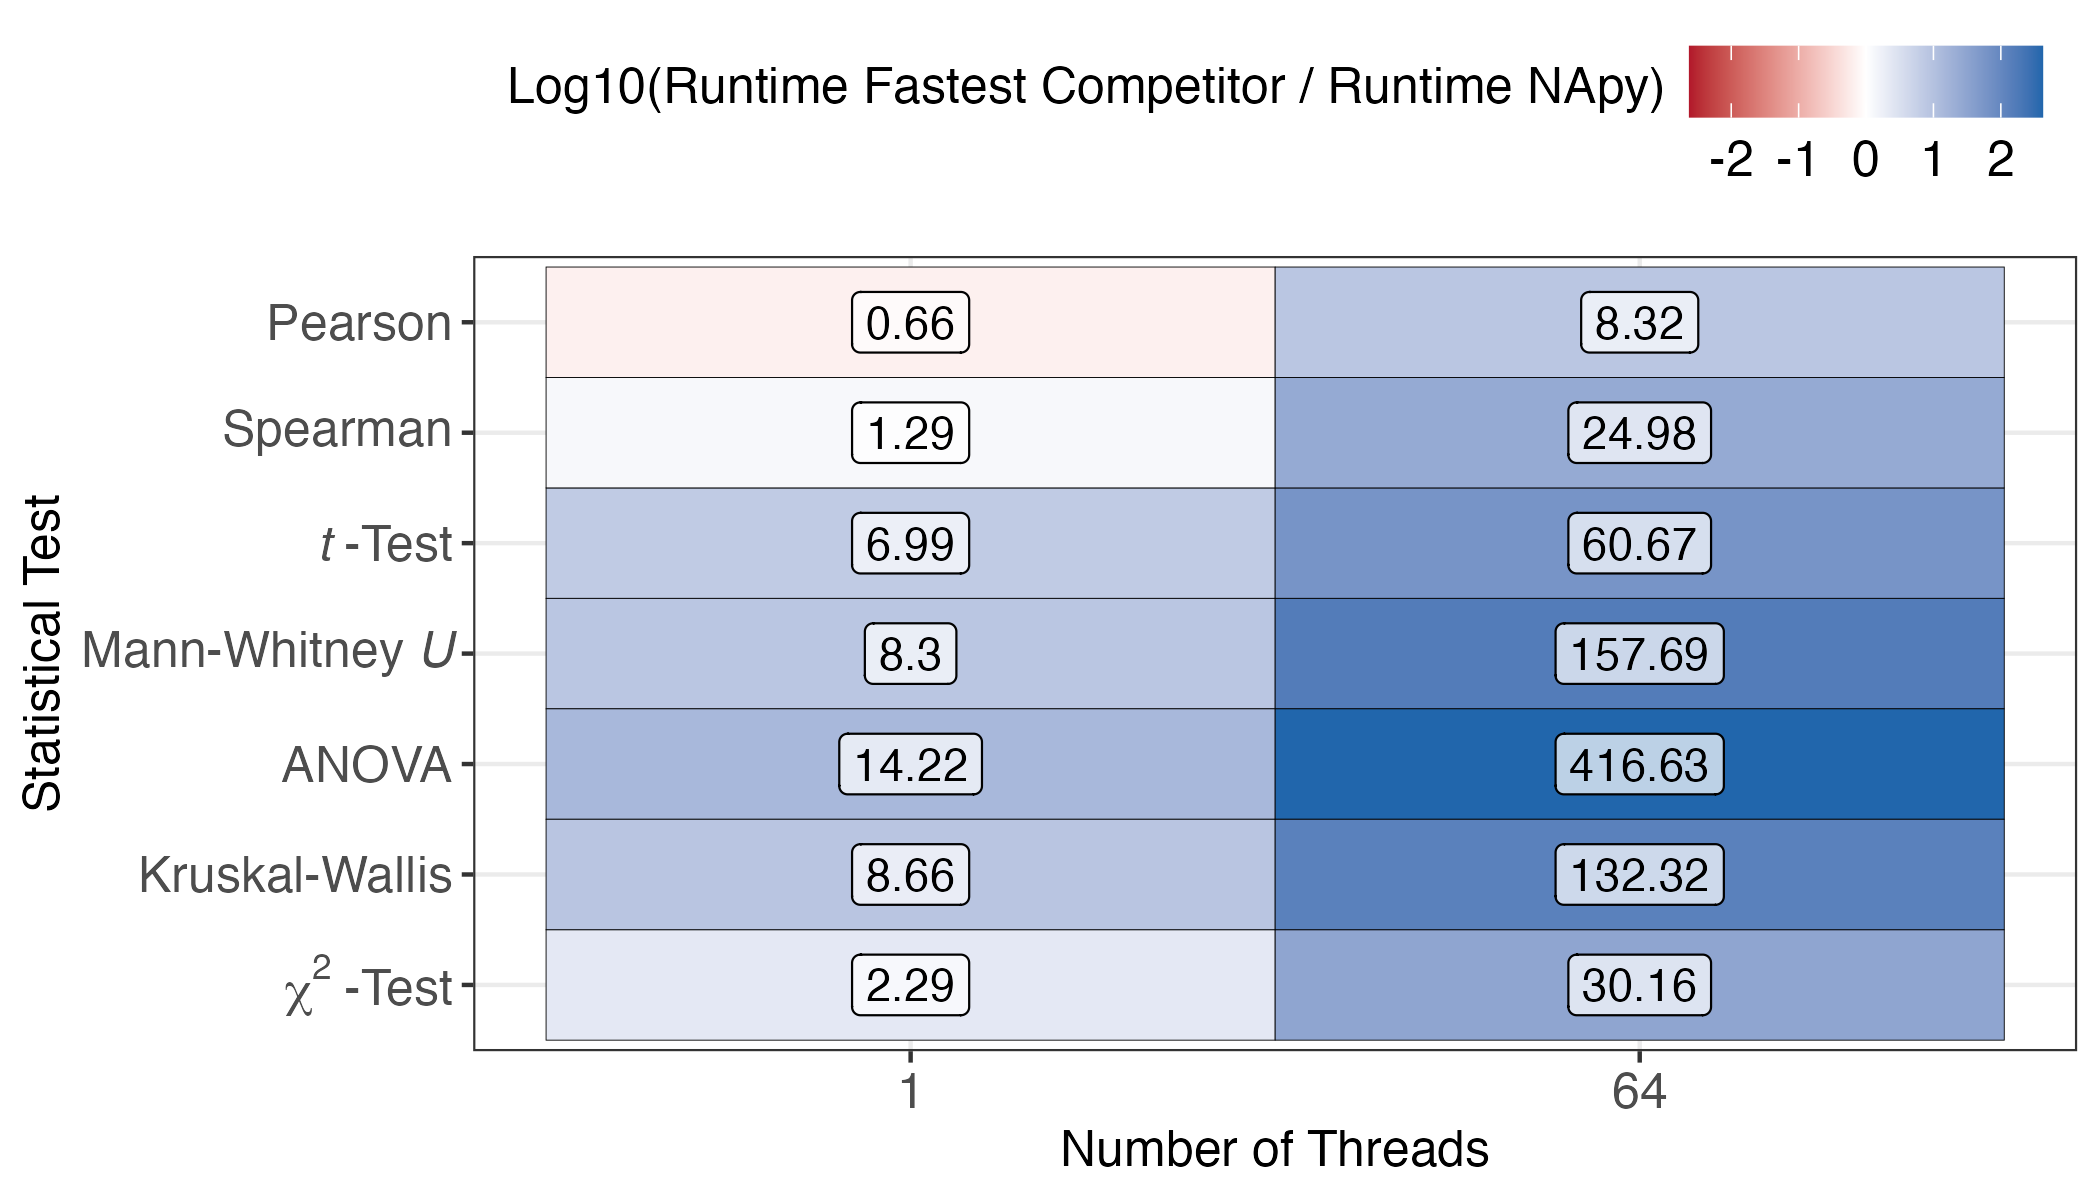 Log10(Runtime Fastest Competitor / Runtime NApy)
-2 -1 0 1 2
Statistical Test
Pearson 0.66 8.32
Spearman 1.29 24.98
t -Test 6.99 60.67
Mann-Whitney U 8.3 157.69
ANOVA 14.22 416.63
Kruskal-Wallis 8.66 132.32
χ² -Test 2.29 30.16
1 64
Number of Threads